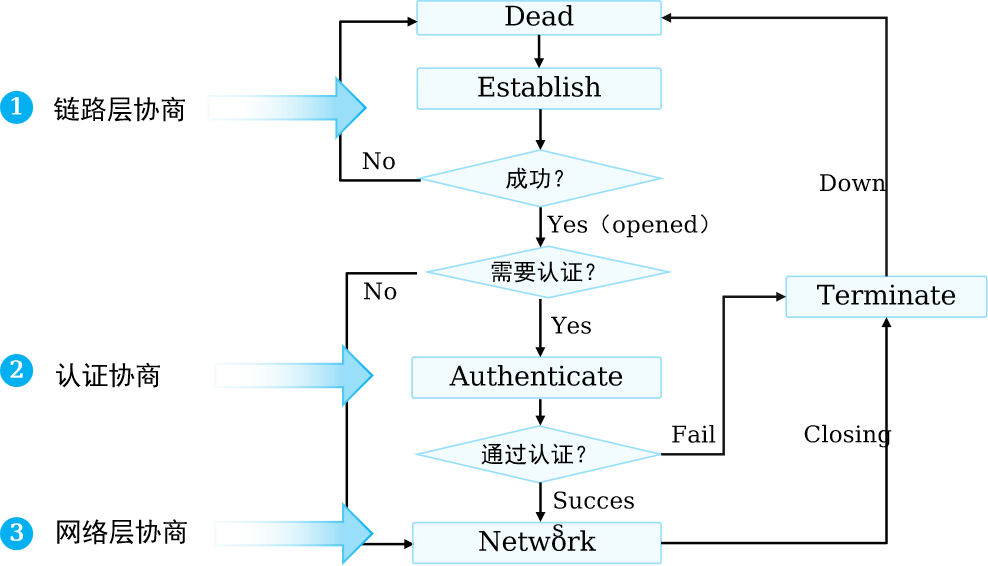 Dead
Establish
1
链路层协商
No
成功?
Down
Yes（opened）
需要认证?
No
Terminate
Yes
2
认证协商
Authenticate
Fail
Closing
通过认证?
Succes
s
3
网络层协商
Network